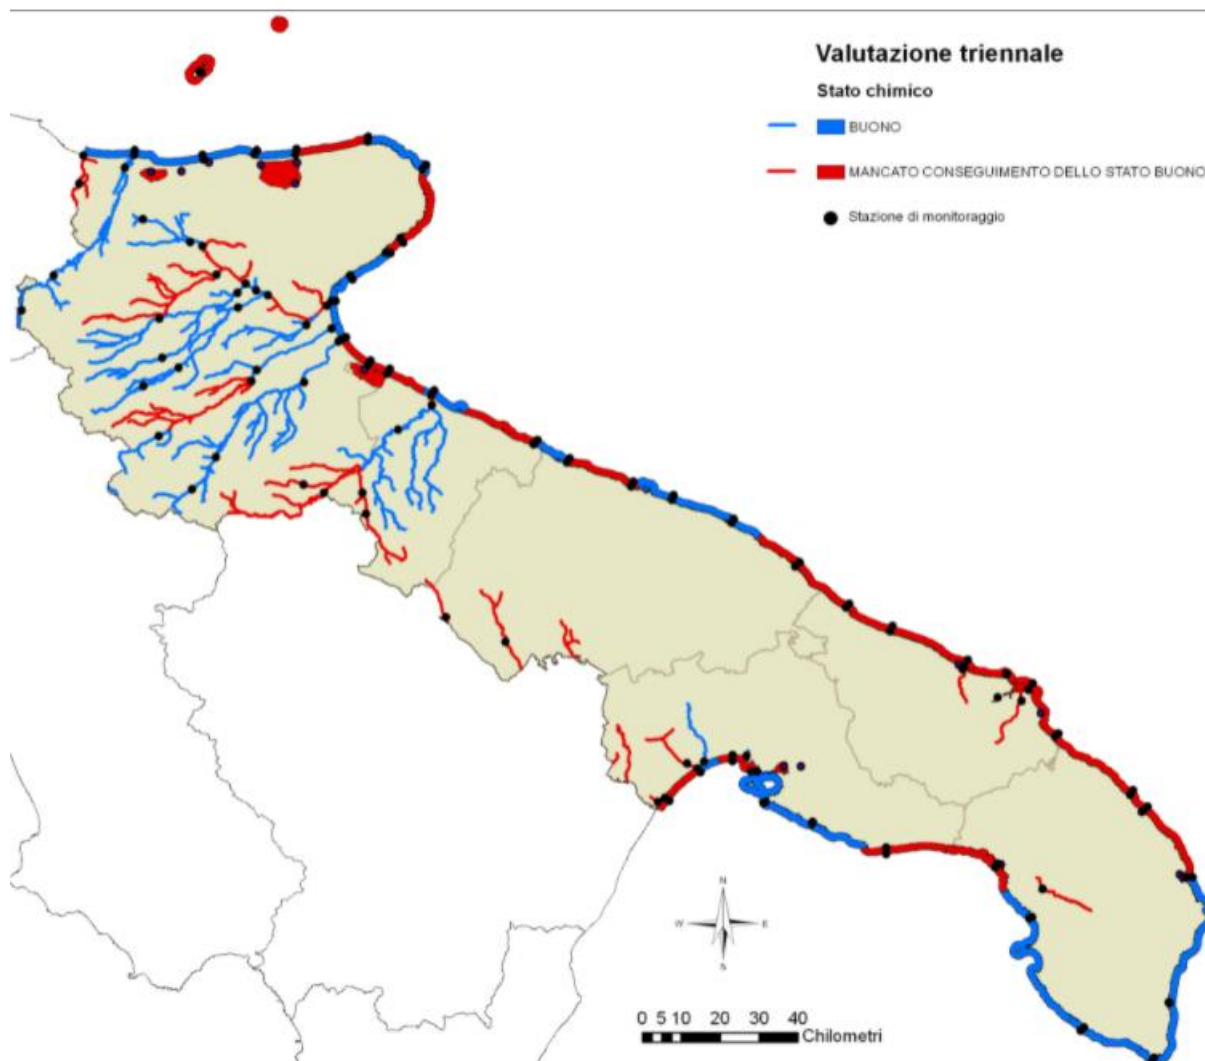 Valutazione triennale
Stato chimico
BUONO
MANCATO CONSEGUIMENTO DELLO STATO BUONO
Stazione di monitoraggio
N
W E
S
0 5 10 20 30 40
Chilometri